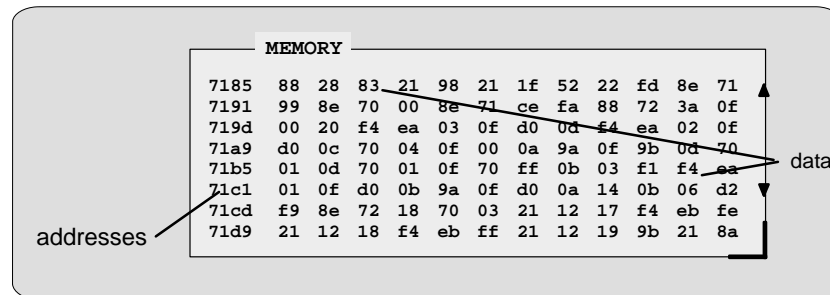 MEMORY
7185 88 28 83 21 98 21 1f 52 22 fd 8e 71
7191 99 8e 70 00 8e 71 ce fa 88 72 3a 0f
719d 00 20 f4 ea 03 0f d0 0d f4 ea 02 0f
71a9 d0 0c 70 04 0f 00 0a 9a 0f 9b 0d 70
71b5 01 0d 70 01 0f 70 ff 0b 03 f1 f4 ea
data
71c1 01 0f d0 0b 9a 0f d0 0a 14 0b 06 d2
71cd f9 8e 72 18 70 03 21 12 17 f4 eb fe
71d9 21 12 18 f4 eb ff 21 12 19 9b 21 8a
addresses